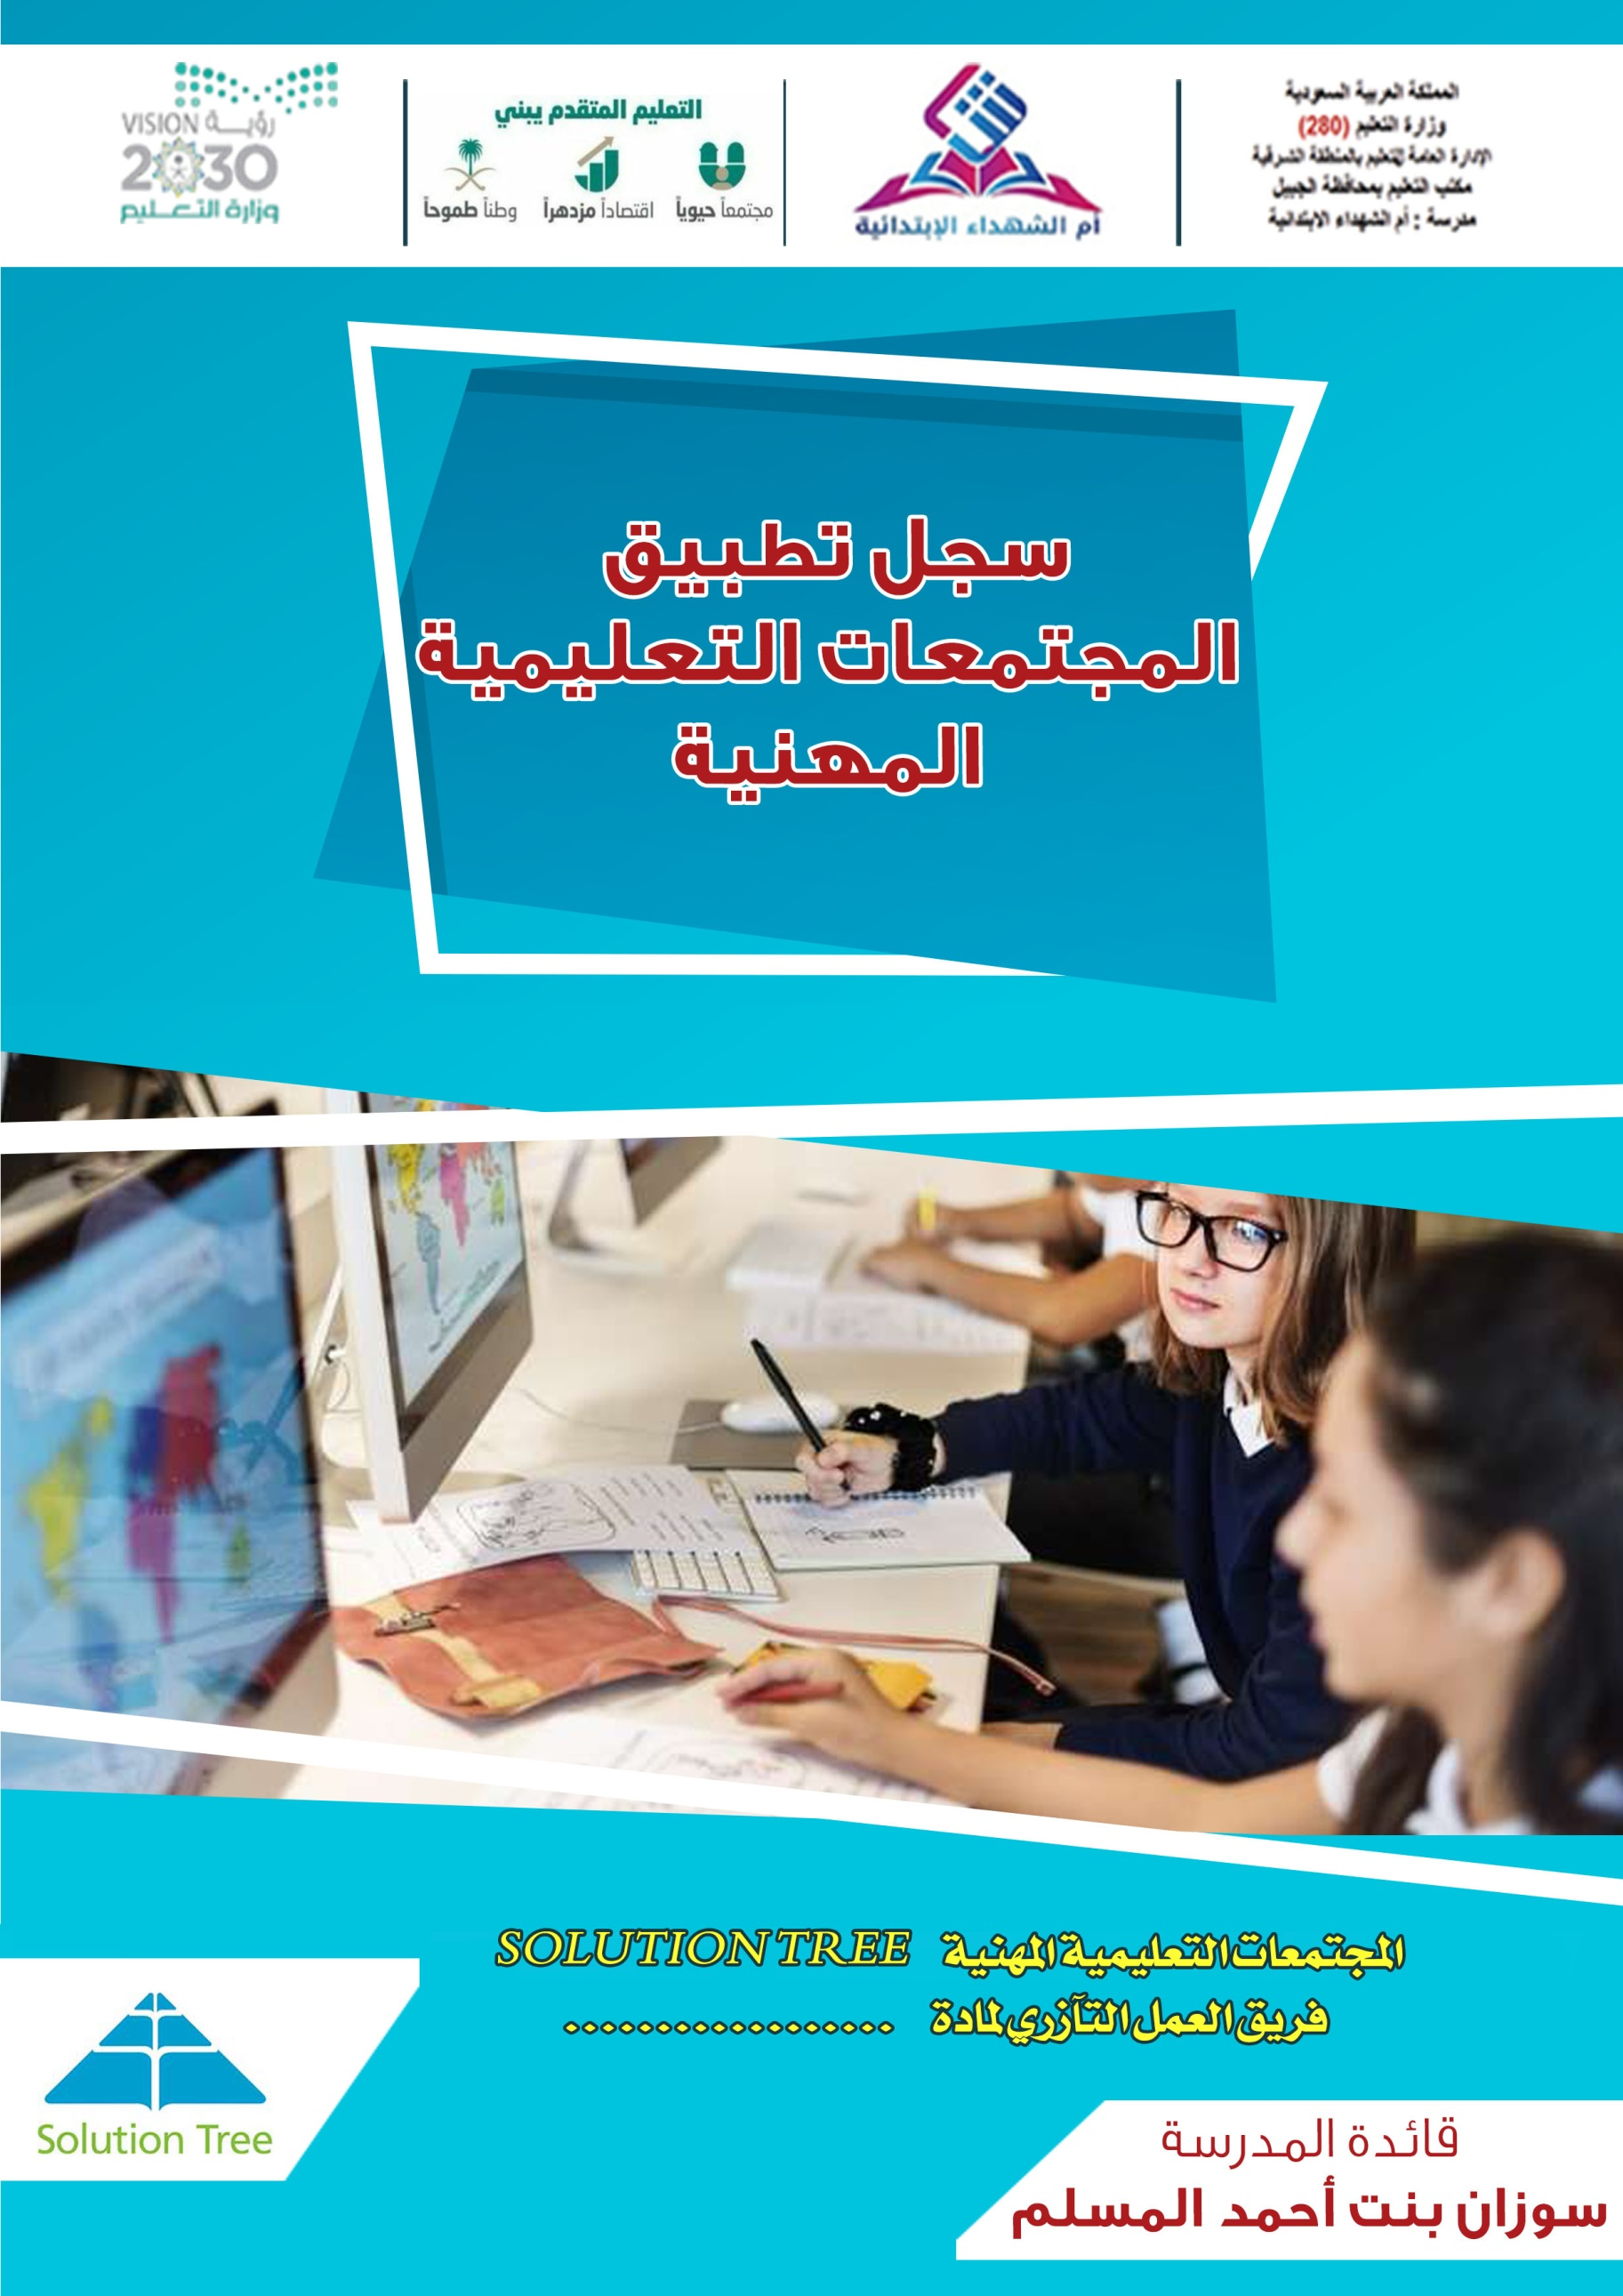 المملكة العربية السعودية
وزارة التعليم (280)
الإدارة العامة للتعليم بالمنطقة الشرقية
مكتب التعليم بمحافظة الجبيل
مدرسة : أم الشهداء الابتدائية
أم الشهداء الإبتدائية
التعليم المتقدم يبني
مجتمعاً حيوياً اقتصاداً مزدهراً وطناً طموحاً
رؤية VISION
2030
وزارة التعليم
سجل تطبيق
المجتمعات التعليمية
المهنية
المجتمعات التعليمية المهنية SOLUTION TREE
فريق العمل التآزري لمادة ..................
Solution Tree
قائدة المدرسة
سوزان بنت أحمد المسلم